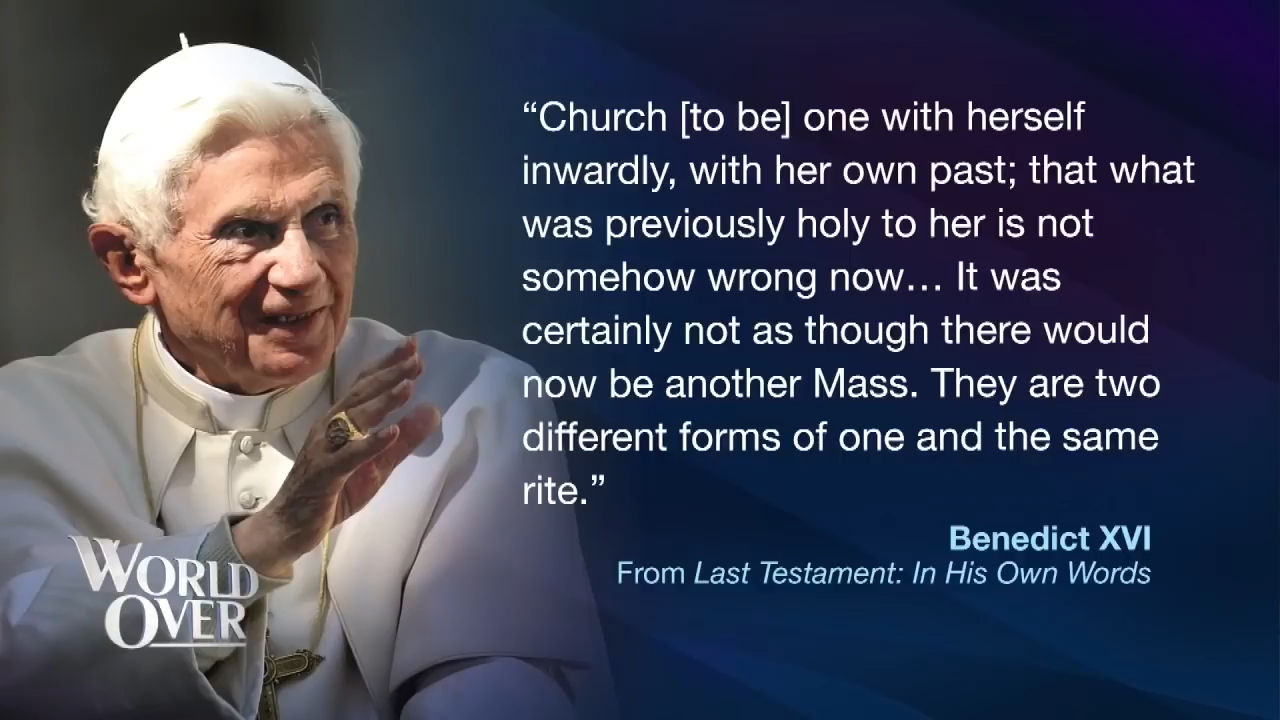 “Church [to be] one with herself
inwardly, with her own past; that what
was previously holy to her is not
somehow wrong now… It was
certainly not as though there would
now be another Mass. They are two
different forms of one and the same
rite.”
Benedict XVI
From Last Testament: In His Own Words
WORLD
OVER